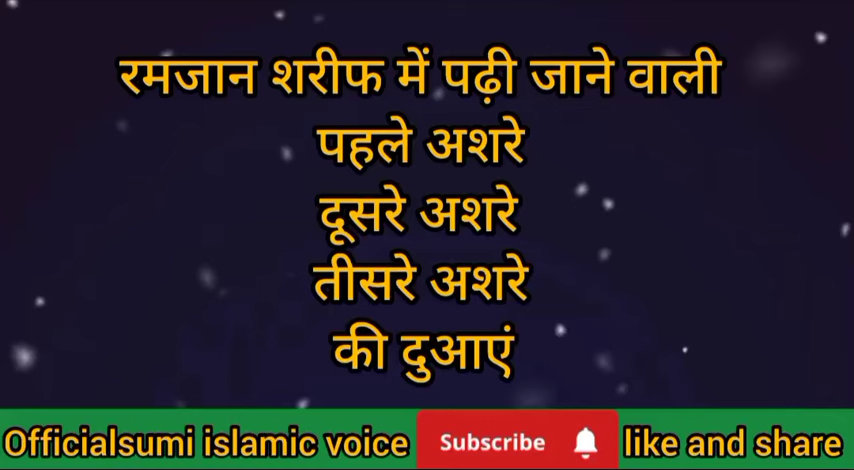 रमजान शरीफ में पढ़ी जाने वाली
पहले अशरे
दूसरे अशरे
तीसरे अशरे
की दुआएं
Officialsumi islamic voice Subscribe like and share